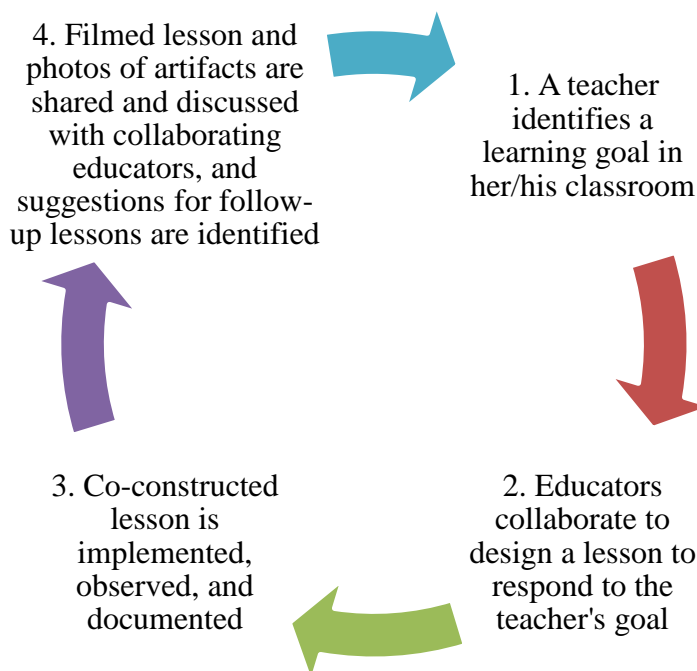 4. Filmed lesson and
photos of artifacts are
shared and discussed
with collaborating
educators, and
suggestions for follow-
up lessons are identified
1. A teacher
identifies a
learning goal in
her/his classroom
2. Educators
collaborate to
design a lesson to
respond to the
teacher's goal
3. Co-constructed
lesson is
implemented,
observed, and
documented